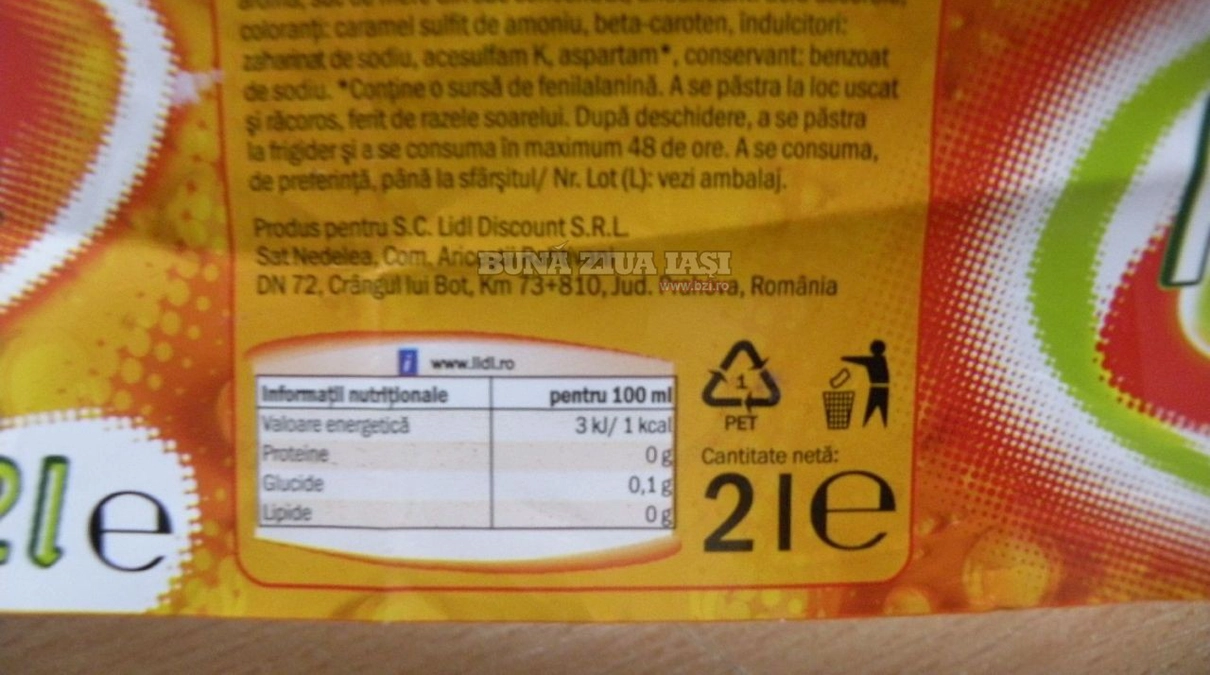 coloranți: caramel sulfit de amoniu, beta-caroten, îndulcitori:
zaharinat de sodiu, acesulfam K, aspartam*, conservant: benzoat
de sodiu. *Conține o sursă de fenilalanină. A se păstra la loc uscat
și răcoros, ferit de razele soarelui. După deschidere, a se păstra
la frigider și a se consuma în maximum 48 de ore. A se consuma,
de preferință, până la sfârșitul/ Nr. Lot (L): vezi ambalaj.
Produs pentru S.C. Lidl Discount S.R.L.
Sat Nedelea, Com.
BUNĂ ZIUA IAȘI
www.bzi.ro
DN 72, Crângul lui Bot, Km 73+810, Jud. România
i www.lidl.ro
Informații nutriționale pentru 100 ml
Valoare energetică 3 kJ/ 1 kcal
Proteine 0 g
Glucide 0,1 g
Lipide 0 g
1
PET
Cantitate netă:
2l e
2l e